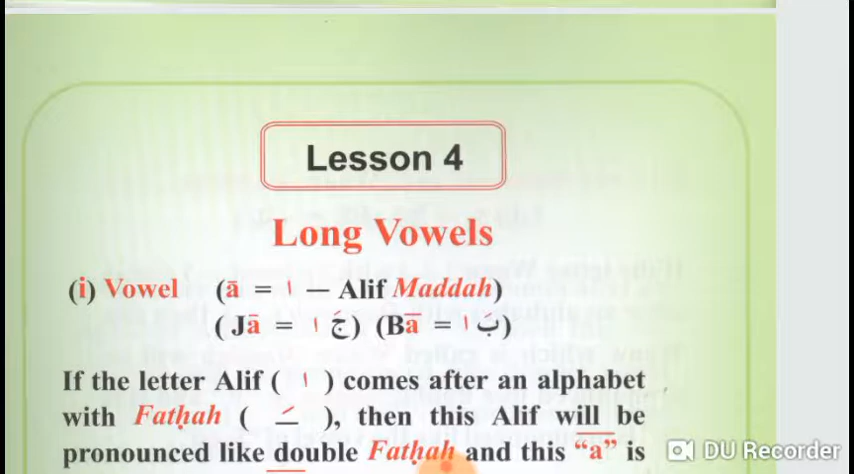 Lesson 4
Long Vowels
(i) Vowel (ā = ا — Alif Maddah)
(Jā = ا جَ) (Bā = ا بَ)
If the letter Alif ( ا ) comes after an alphabet
with Fatḥah ( ـَ ), then this Alif will be
pronounced like double Fatḥah and this “a” is
DU Recorder